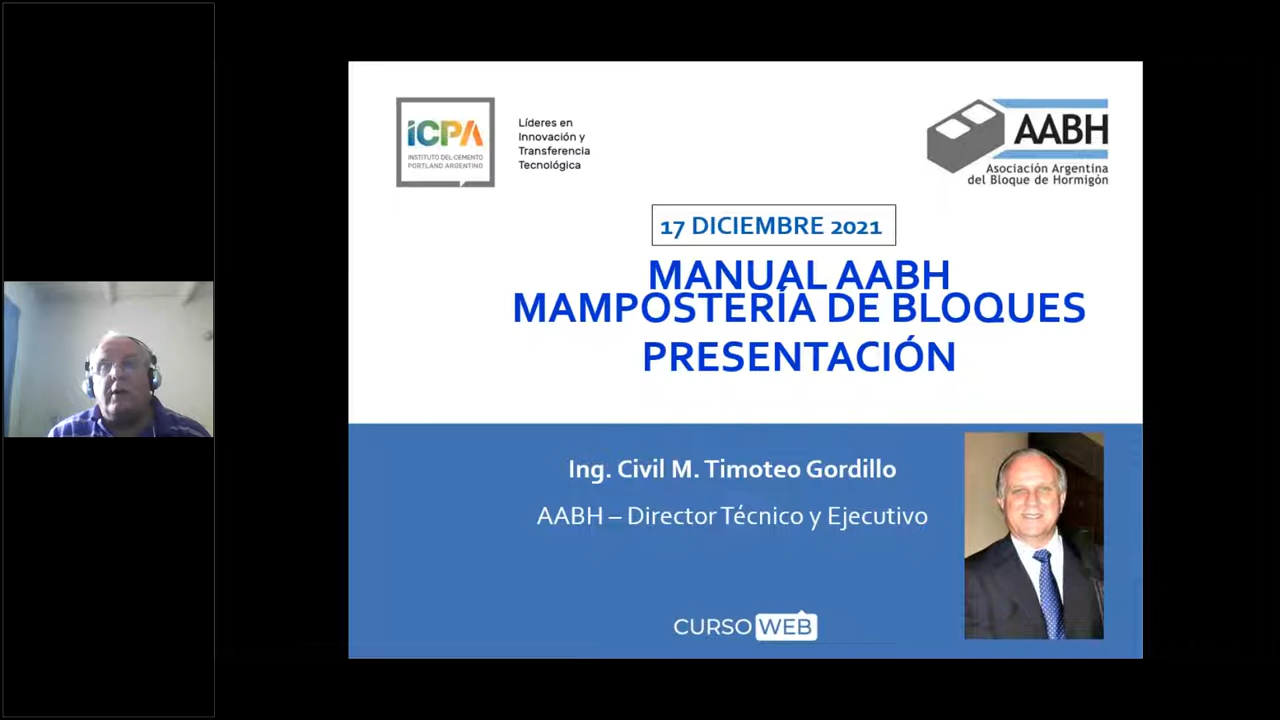 iCPA
INSTITUTO DEL CEMENTO
PORTLAND ARGENTINO
Líderes en
Innovación y
Transferencia
Tecnológica
AABH
Asociación Argentina
del Bloque de Hormigón
17 DICIEMBRE 2021
MANUAL AABH
MAMPOSTERÍA DE BLOQUES
PRESENTACIÓN
Ing. Civil M. Timoteo Gordillo
AABH – Director Técnico y Ejecutivo
CURSO WEB